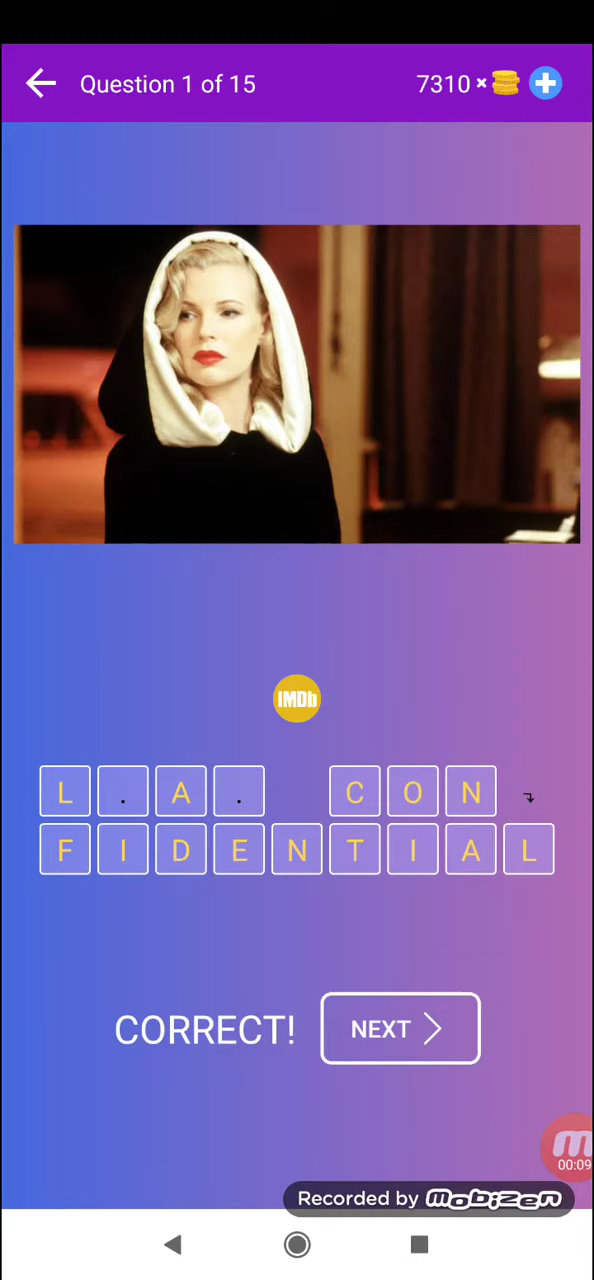 Question 1 of 15
7310 ×
IMDb
L.A. CON
FIDENTIAL
CORRECT! NEXT
00:09
Recorded by mobizen